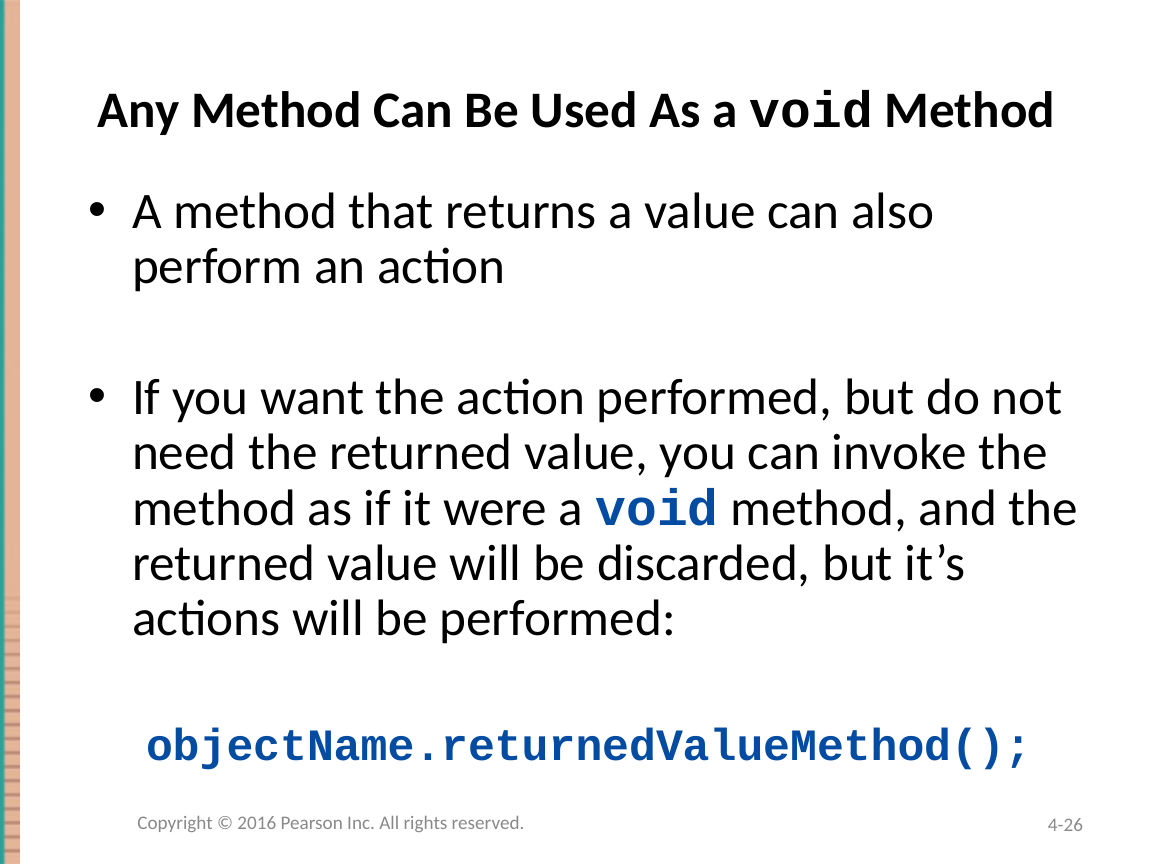 Any Method Can Be Used As a void Method
• A method that returns a value can also
perform an action
• If you want the action performed, but do not
need the returned value, you can invoke the
method as if it were a void method, and the
returned value will be discarded, but it’s
actions will be performed:
objectName.returnedValueMethod();
Copyright © 2016 Pearson Inc. All rights reserved.
4-26